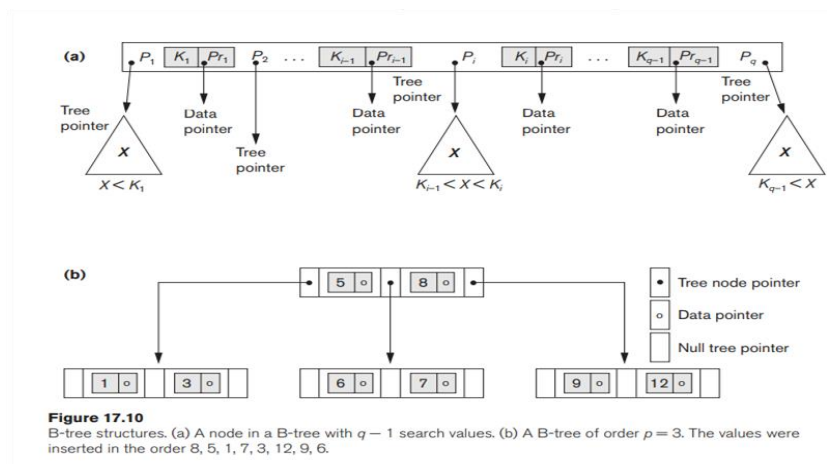 (a) P1 K1 Pr1 P2 ... Ki–1 Pri–1 Pi Ki Pri ... Kq–1 Prq–1 Pq
Tree pointer
Data pointer
Tree pointer
Data pointer
Tree pointer
Data pointer
Data pointer
Tree pointer
X X X
X < K1 Ki–1 < X < Ki Kq–1 < X
(b)
5 8
Tree node pointer
Data pointer
Null tree pointer
1 3 6 7 9 12
Figure 17.10
B-tree structures. (a) A node in a B-tree with q – 1 search values. (b) A B-tree of order p = 3. The values were
inserted in the order 8, 5, 1, 7, 3, 12, 9, 6.